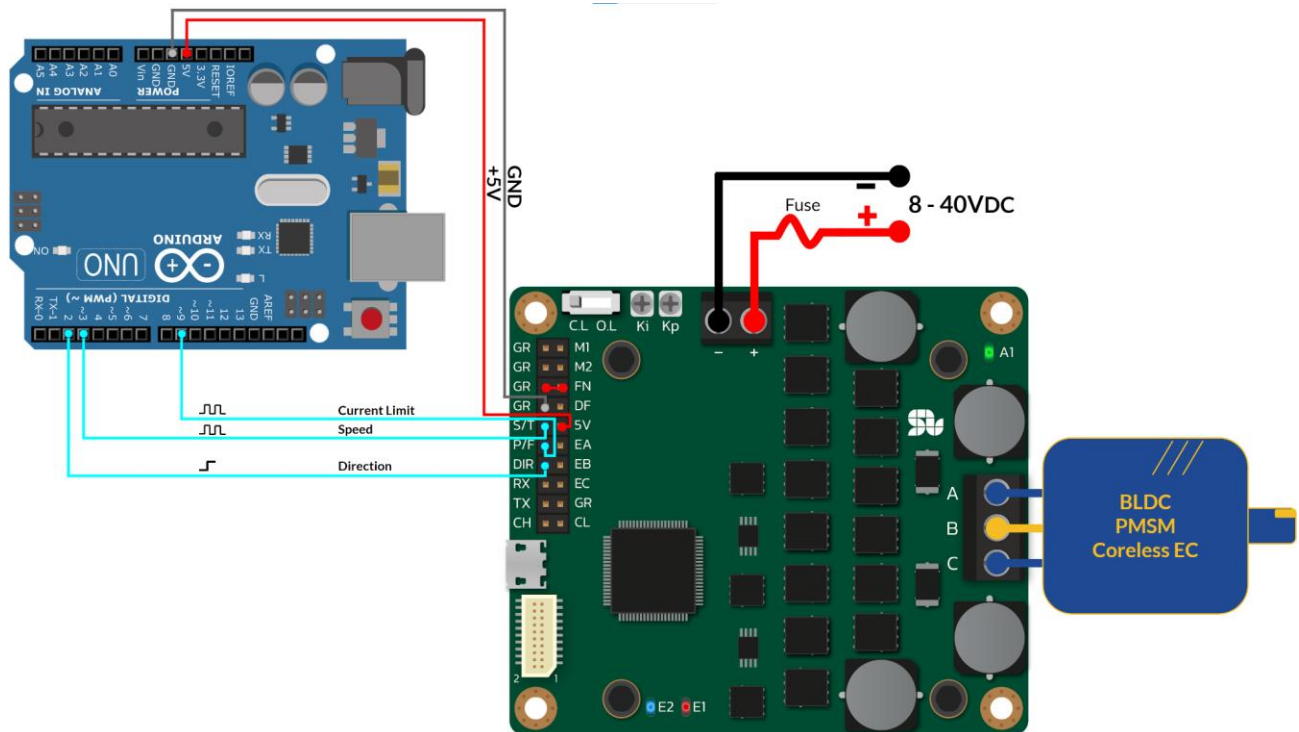 A5 A4 A3 A2 A1 A0
Vin GND GND 5V 3.3V RESET IOREF
ANALOG IN
POWER
ON
UNO
ARDUINO
RX
TX
L
DIGITAL (PWM ~)
RX-0 TX-1 2 ~3 4 ~5 ~6 7 8 ~9 ~10 ~11 12 13 GND AREF
GND
+5V
Fuse
-
+
8 - 40VDC
C.L O.L
Ki
Kp
- +
A1
GR M1
GR M2
GR FN
GR DF
S/T 5V
P/F EA
DIR EB
RX EC
TX GR
CH CL
Current Limit
Speed
Direction
A
B
C
BLDC
PMSM
Coreless EC
2 1
E2 E1